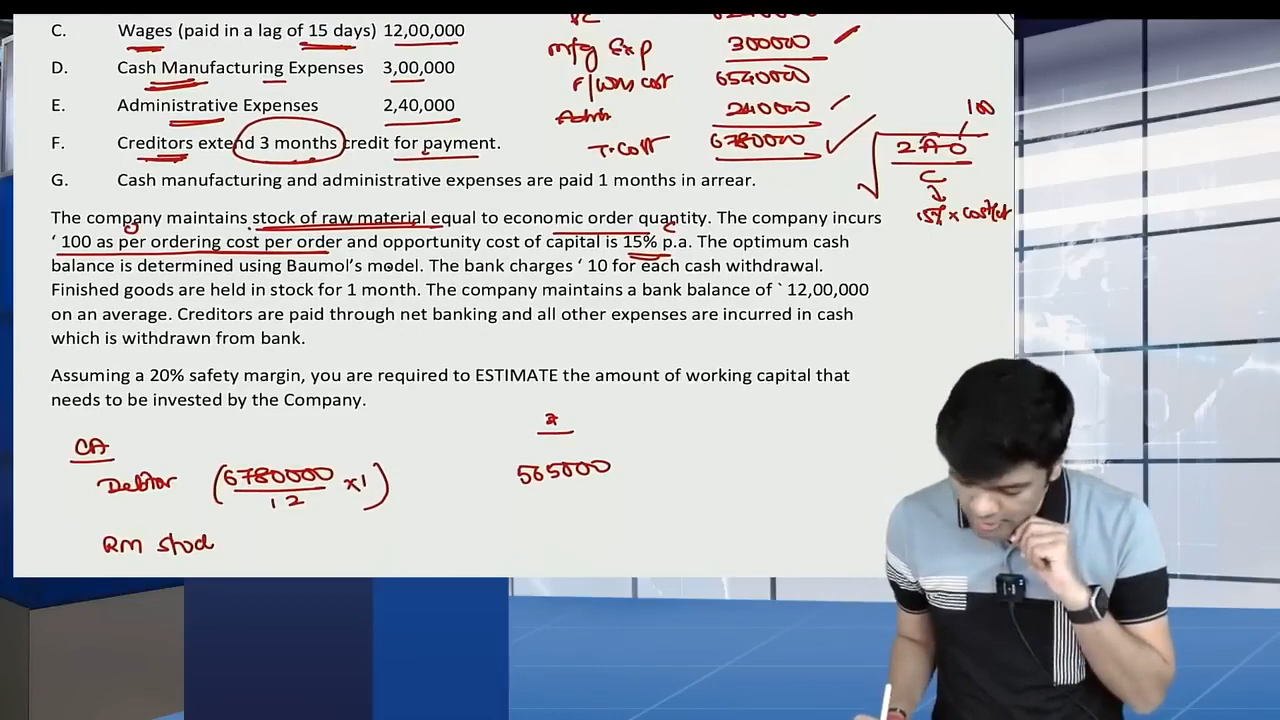 C. Wages (paid in a lag of 15 days) 12,00,000
D. Cash Manufacturing Expenses 3,00,000
E. Administrative Expenses 2,40,000
F. Creditors extend 3 months credit for payment.
G. Cash manufacturing and administrative expenses are paid 1 months in arrear.
The company maintains stock of raw material equal to economic order quantity. The company incurs
‘ 100 as per ordering cost per order and opportunity cost of capital is 15% p.a. The optimum cash
balance is determined using Baumol’s model. The bank charges ‘ 10 for each cash withdrawal.
Finished goods are held in stock for 1 month. The company maintains a bank balance of ` 12,00,000
on an average. Creditors are paid through net banking and all other expenses are incurred in cash
which is withdrawn from bank.
Assuming a 20% safety margin, you are required to ESTIMATE the amount of working capital that
needs to be invested by the Company.
Mfg Exp 300000
F/Wks cost 6540000
Adm 240000
T. Cost 6780000
100
2AO
C
15% x
O
C
CA
Debtor (6780000 x1) 565000
12
RM stoc